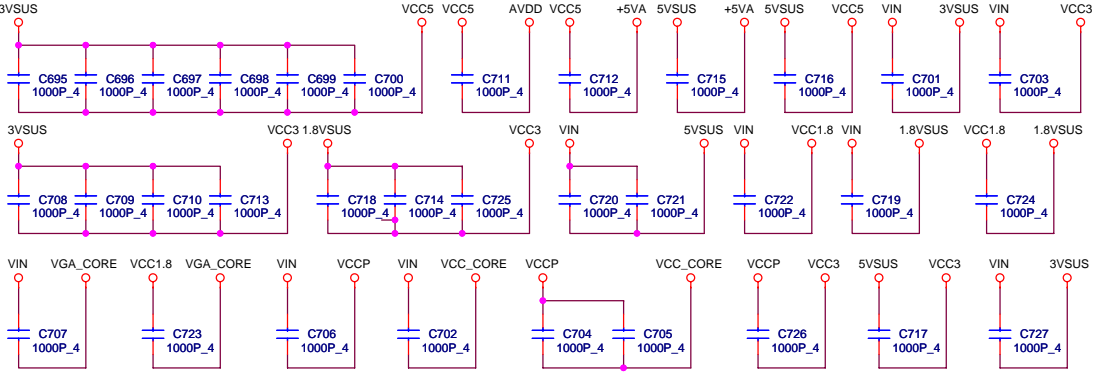 3VSUS VCC5 VCC5 AVDD VCC5 +5VA 5VSUS +5VA 5VSUS VCC5 VIN 3VSUS VIN VCC3
C695 C696 C697 C698 C699 C700 C711 C712 C715 C716 C701 C703
1000P_4 1000P_4 1000P_4 1000P_4 1000P_4 1000P_4 1000P_4 1000P_4 1000P_4 1000P_4 1000P_4 1000P_4
3VSUS VCC3 1.8VSUS VCC3 VIN 5VSUS VIN VCC1.8 VIN 1.8VSUS VCC1.8 1.8VSUS
C708 C709 C710 C713 C718 C714 C725 C720 C721 C722 C719 C724
1000P_4 1000P_4 1000P_4 1000P_4 1000P_4 1000P_4 1000P_4 1000P_4 1000P_4 1000P_4 1000P_4 1000P_4
VIN VGA_CORE VCC1.8 VGA_CORE VIN VCCP VIN VCC_CORE VCCP VCC_CORE VCCP VCC3 5VSUS VCC3 VIN 3VSUS
C707 C723 C706 C702 C704 C705 C726 C717 C727
1000P_4 1000P_4 1000P_4 1000P_4 1000P_4 1000P_4 1000P_4 1000P_4 1000P_4